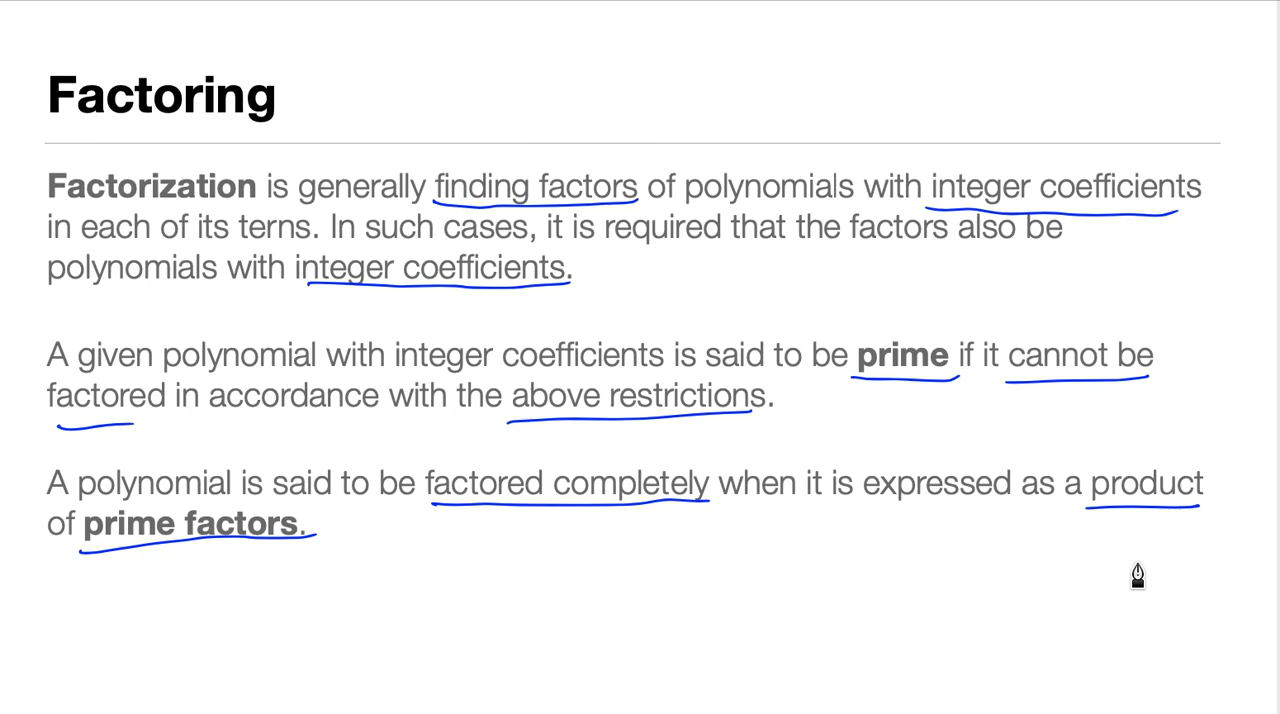 Factoring
Factorization is generally finding factors of polynomials with integer coefficients
in each of its terns. In such cases, it is required that the factors also be
polynomials with integer coefficients.
A given polynomial with integer coefficients is said to be prime if it cannot be
factored in accordance with the above restrictions.
A polynomial is said to be factored completely when it is expressed as a product
of prime factors.